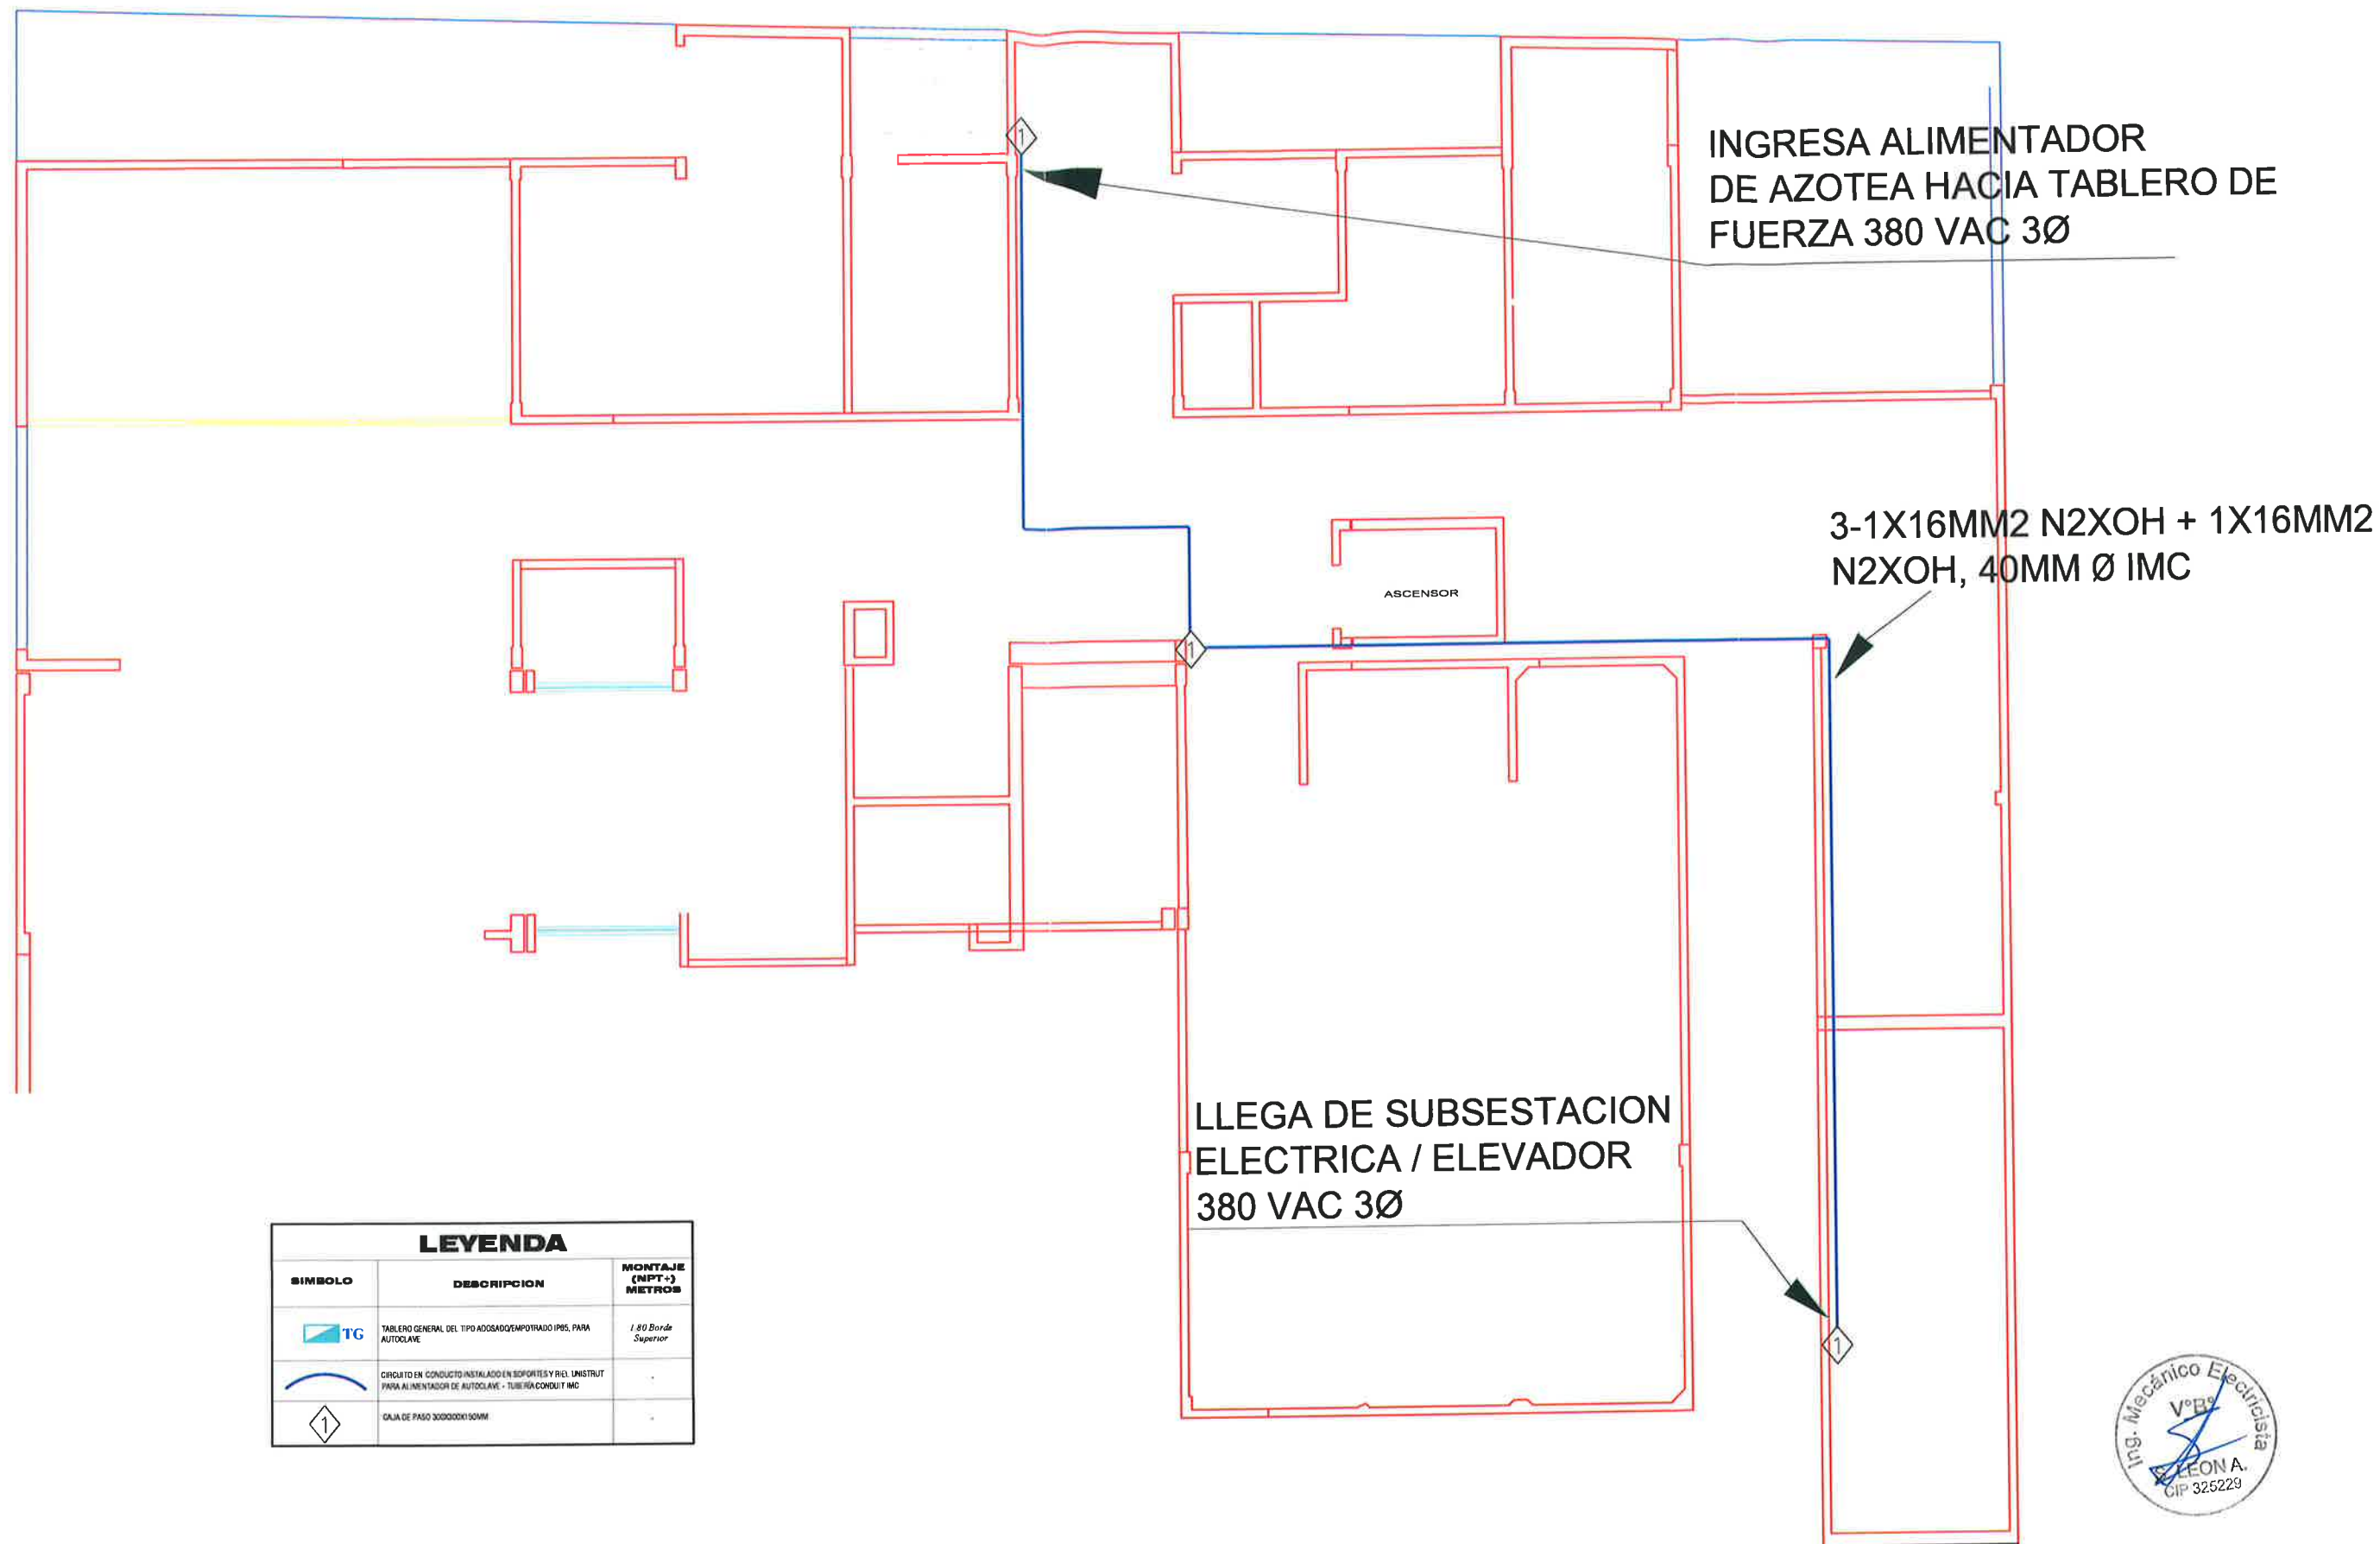 INGRESA ALIMENTADOR
DE AZOTEA HACIA TABLERO DE
FUERZA 380 VAC 3Ø
1
3-1X16MM2 N2XOH + 1X16MM2
N2XOH, 40MM Ø IMC
ASCENSOR
1
LLEGA DE SUBSESTACION
ELECTRICA / ELEVADOR
380 VAC 3Ø
1
LEYENDA
SIMBOLO
DESCRIPCION
MONTAJE
(NPT+)
METROS
TG
TABLERO GENERAL DEL TIPO ADOSADO/EMPOTRADO IP65, PARA
AUTOCLAVE
1.80 Borde
Superior
CIRCUITO EN CONDUCTO INSTALADO EN SOPORTES Y RIEL UNISTRUT
PARA ALIMENTADOR DE AUTOCLAVE - TUBERÍA CONDUIT IMC
-
1
CAJA DE PASO 300X300X150MM
-
Ing. Mecánico Electricista
V°B°
S. LEON A.
CIP 325229